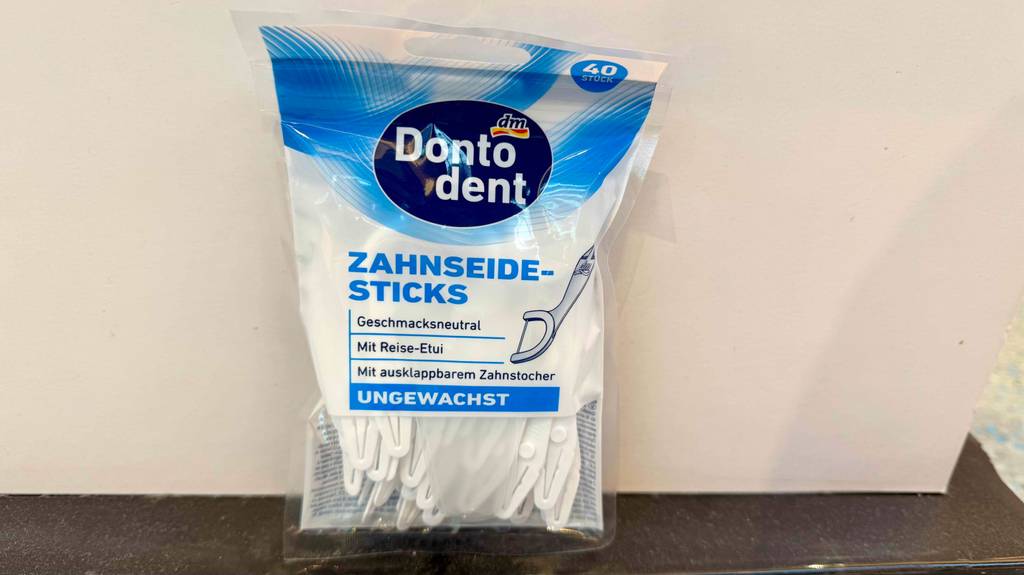 40
STÜCK
dm
Donto
dent
ZAHNSEIDE-
STICKS
Geschmacksneutral
Mit Reise-Etui
Mit ausklappbarem Zahnstocher
UNGEWACHST